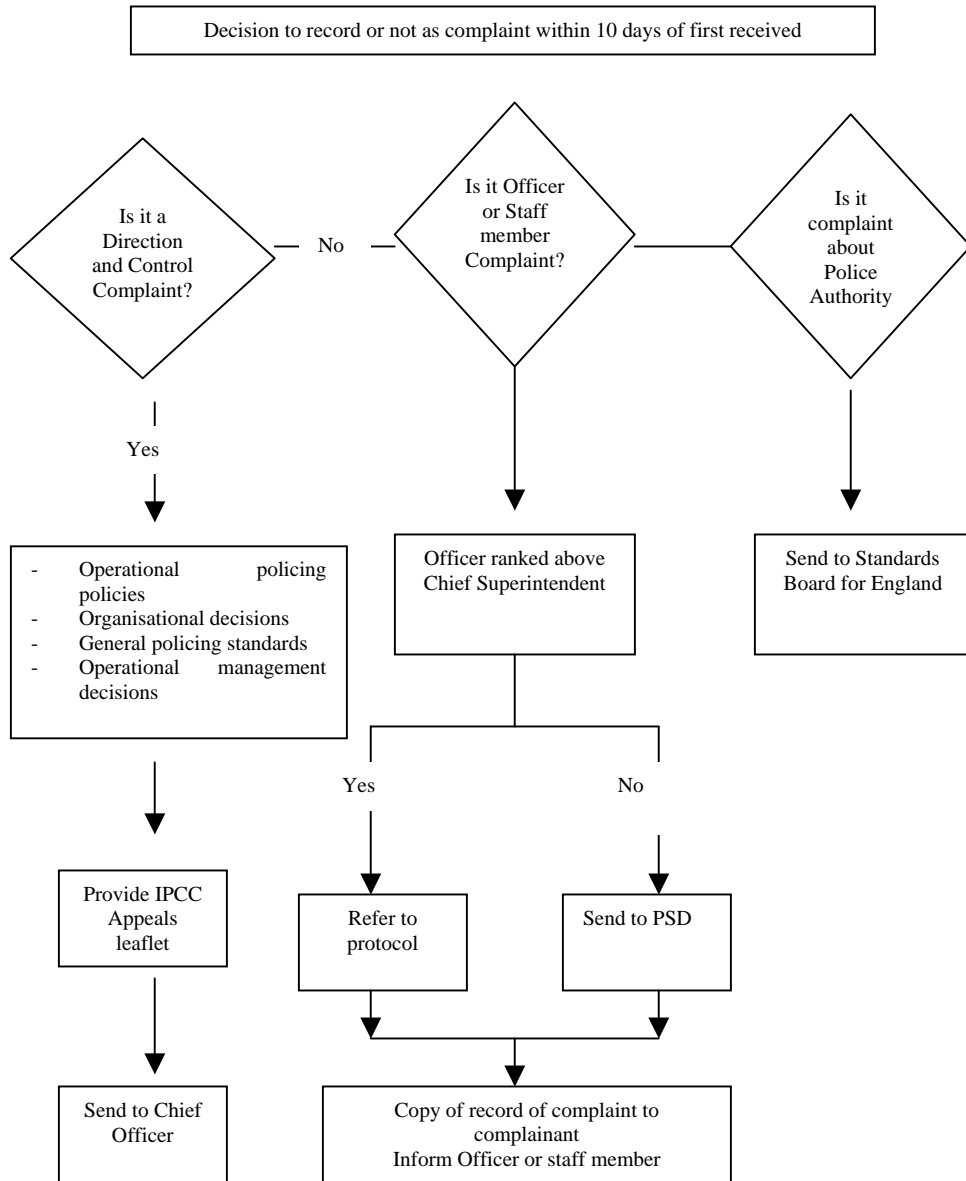 Decision to record or not as complaint within 10 days of first received
Is it a
Direction
and Control
Complaint?
No
Is it Officer
or Staff
member
Complaint?
Is it
complaint
about
Police
Authority
Yes
- Operational policing
policies
- Organisational decisions
- General policing standards
- Operational management
decisions
Officer ranked above
Chief Superintendent
Send to Standards
Board for England
Yes
No
Provide IPCC
Appeals
leaflet
Refer to
protocol
Send to PSD
Send to Chief
Officer
Copy of record of complaint to
complainant
Inform Officer or staff member